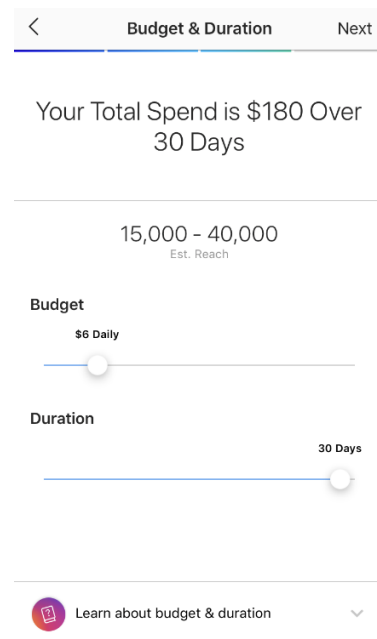 Budget & Duration
Next
Your Total Spend is $180 Over
30 Days
15,000 - 40,000
Est. Reach
Budget
$6 Daily
Duration
30 Days
Learn about budget & duration